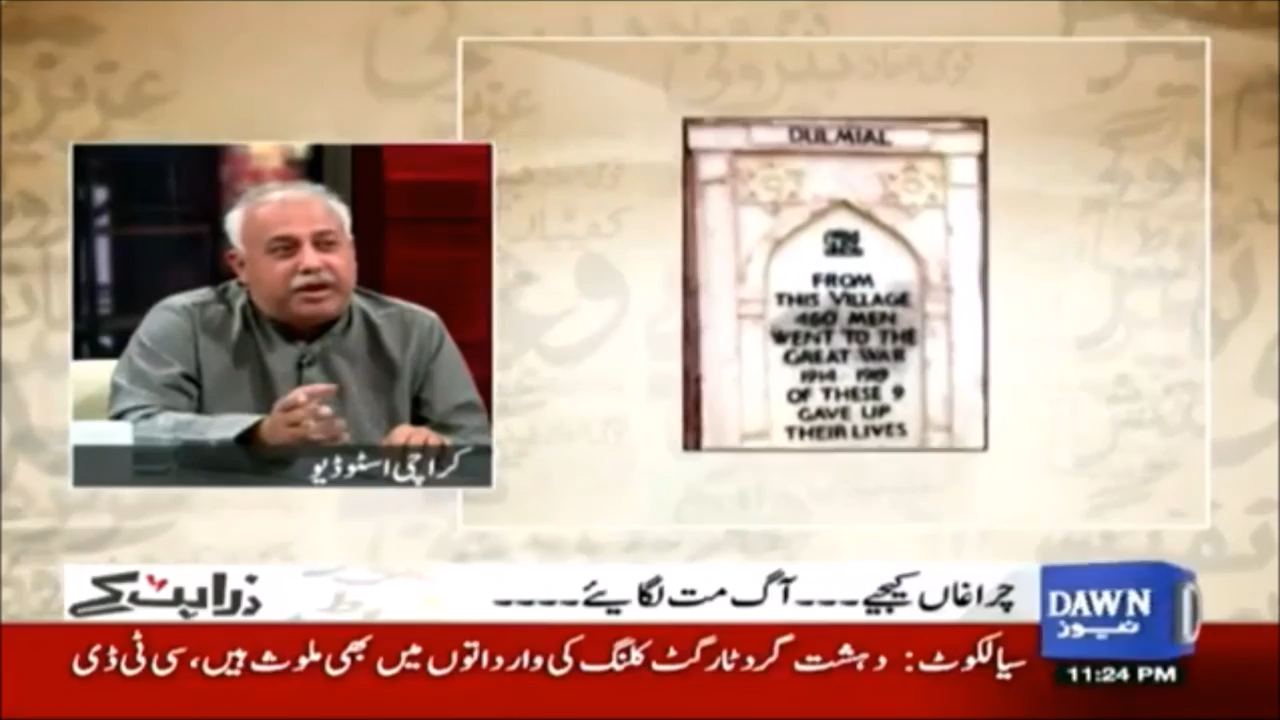 DULMIAL
FROM
THIS VILLAGE
460 MEN
WENT TO THE
GREAT WAR
1914 - 1919
OF THESE 9
GAVE UP
THEIR LIVES
کراچی اسٹوڈیو
ذرا ہٹ کے
چراغاں کیجیے۔۔۔آگ مت لگایئے۔۔۔۔
DAWN
نیوز
سیالکوٹ: دہشت گرد ٹارگٹ کلنگ کی وارداتوں میں بھی ملوث ہیں، سی ٹی ڈی
11:24 PM